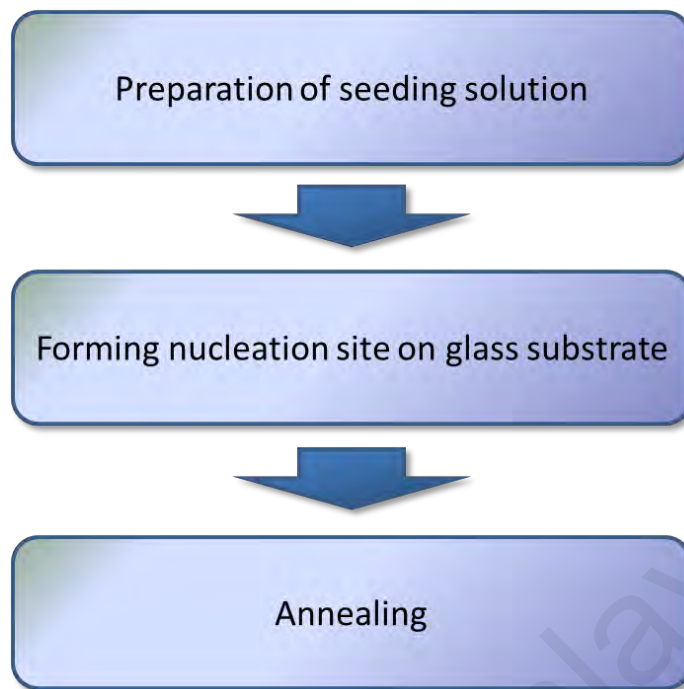 Preparation of seeding solution
Forming nucleation site on glass substrate
Annealing